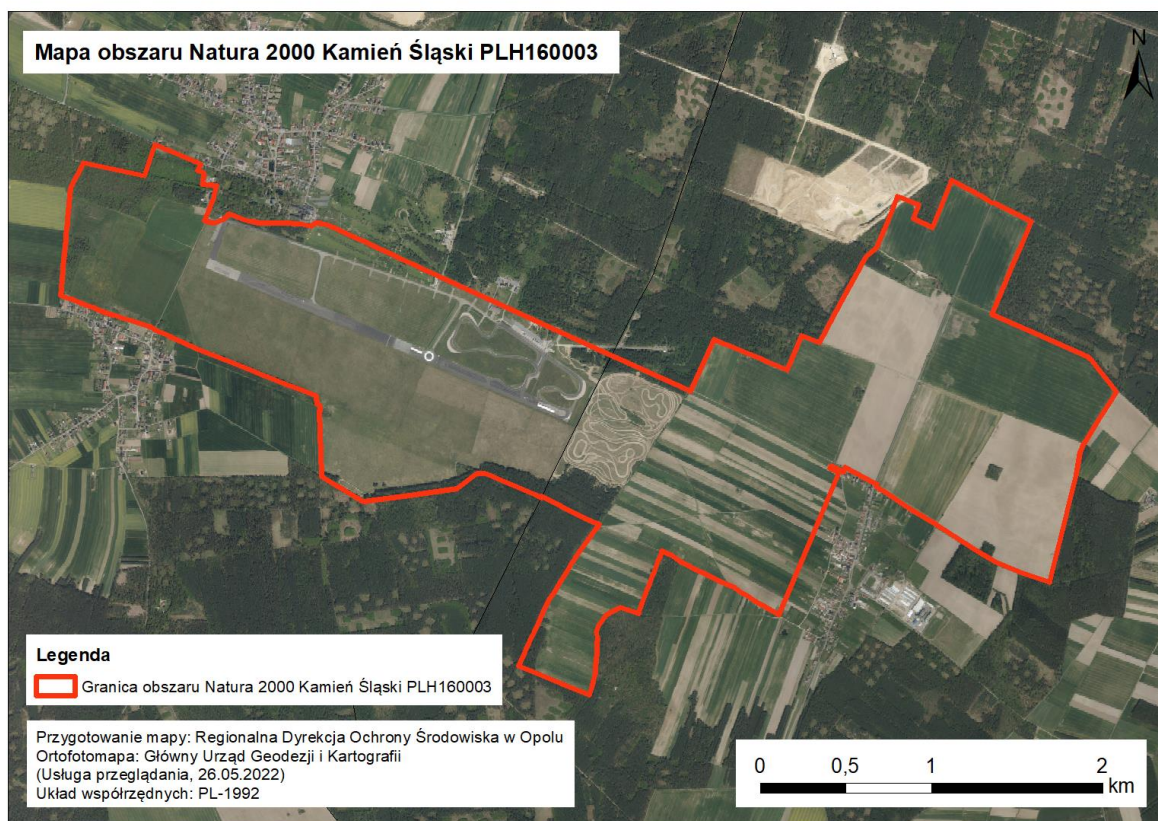 Mapa obszaru Natura 2000 Kamień Śląski PLH160003
N
Legenda
Granica obszaru Natura 2000 Kamień Śląski PLH160003
Przygotowanie mapy: Regionalna Dyrekcja Ochrony Środowiska w Opolu
Ortofotomapa: Główny Urząd Geodezji i Kartografii
(Usługa przeglądania, 26.05.2022)
Układ współrzędnych: PL-1992
0 0,5 1 2
km